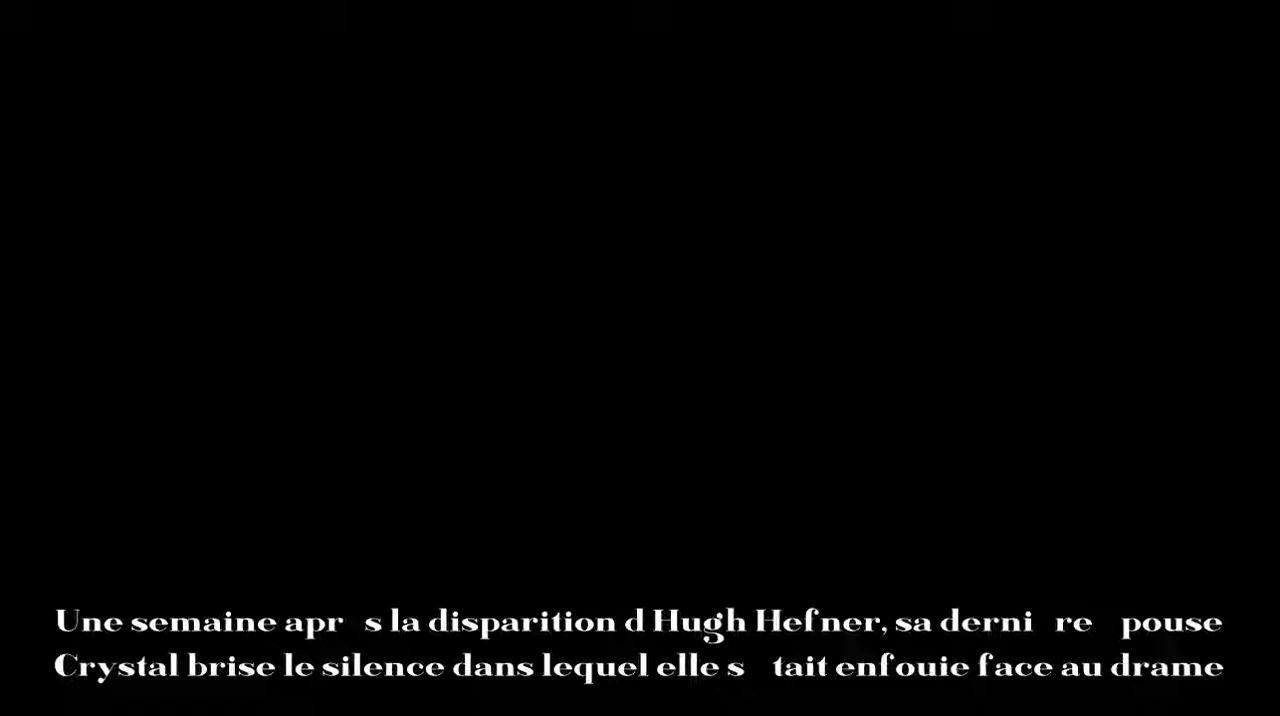 Une semaine apr s la disparition d Hugh Hefner, sa derni re pouse
Crystal brise le silence dans lequel elle s tait enfouie face au drame